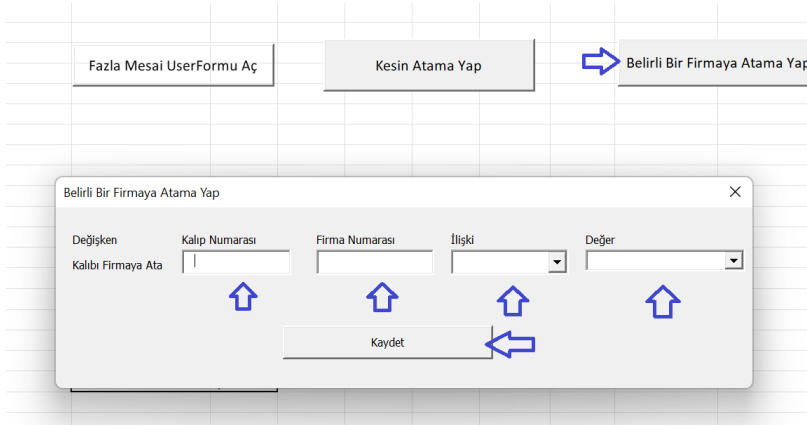 Fazla Mesai UserFormu Aç
Kesin Atama Yap
Belirli Bir Firmaya Atama Yap
Belirli Bir Firmaya Atama Yap
Değişken Kalıp Numarası Firma Numarası İlişki Değer
Kalıbı Firmaya Ata
Kaydet